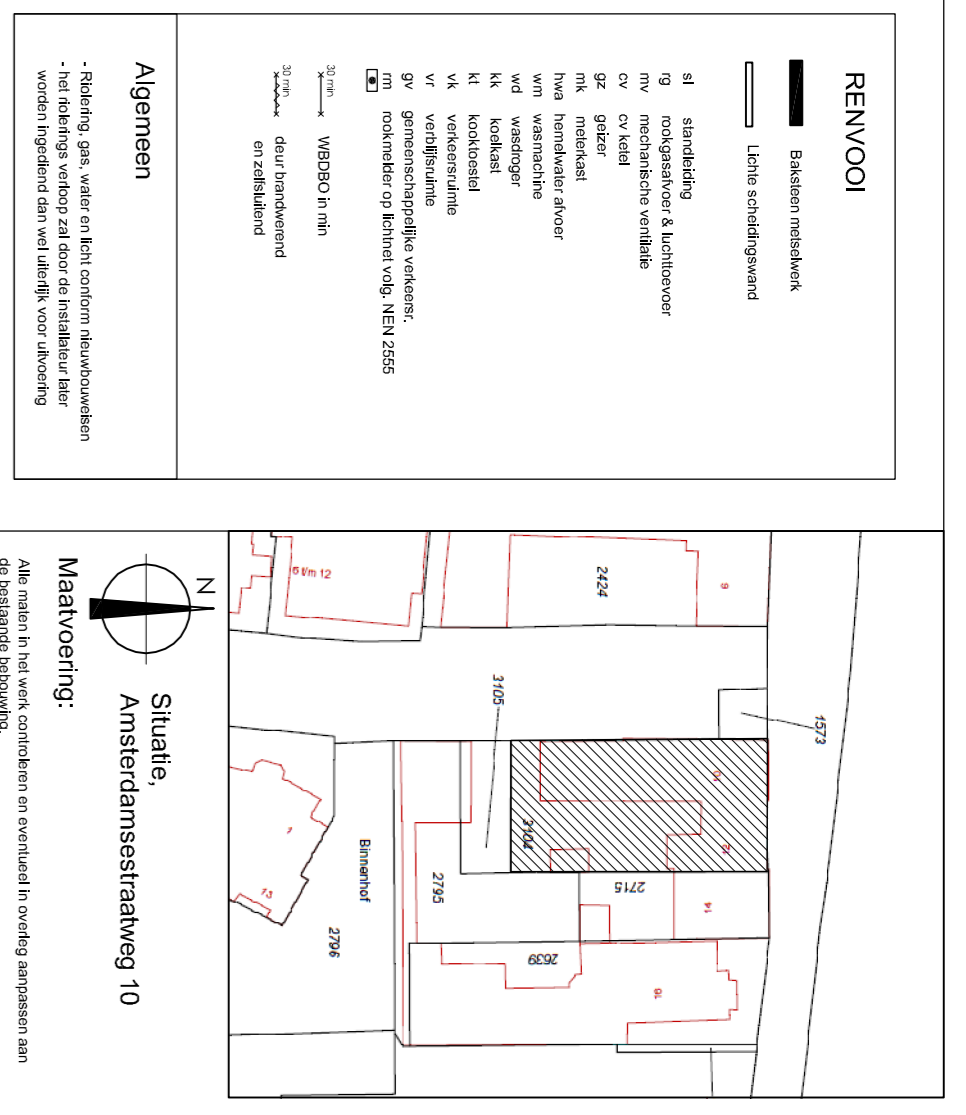 RENVOOI
Baksteen metselwerk
Lichte scheidingswand
sl standleiding
rg rookgasafvoer & luchttoevoer
mv mechanische ventilatie
cv cv ketel
gz geizer
mk meterkast
hwa hemelwater afvoer
wm wasmachine
wd wasdroger
kk koelkast
kt kooktoestel
vk verkeersruimte
vr verblijfsruimte
gv gemeenschappelijke verkeersr.
rm rookmelder op lichtnet volg. NEN 2555
30 min WBDBO in min
30 min deur brandwerend
en zelfsluitend
Algemeen
- Riolering, gas, water en licht conform nieuwbouweisen
- het riolerings verloop zal door de installateur later
worden ingediend dan wel uiterlijk voor uitvoering
1573
9
2424
10
12
14
16
3105
3104
2715
2639
2795
6 t/m 12
Binnenhof
2796
7
13
N
Situatie,
Amsterdamsestraatweg 10
Maatvoering:
Alle maten in het werk controleren en eventueel in overleg aanpassen aan
de bestaande bebouwing.